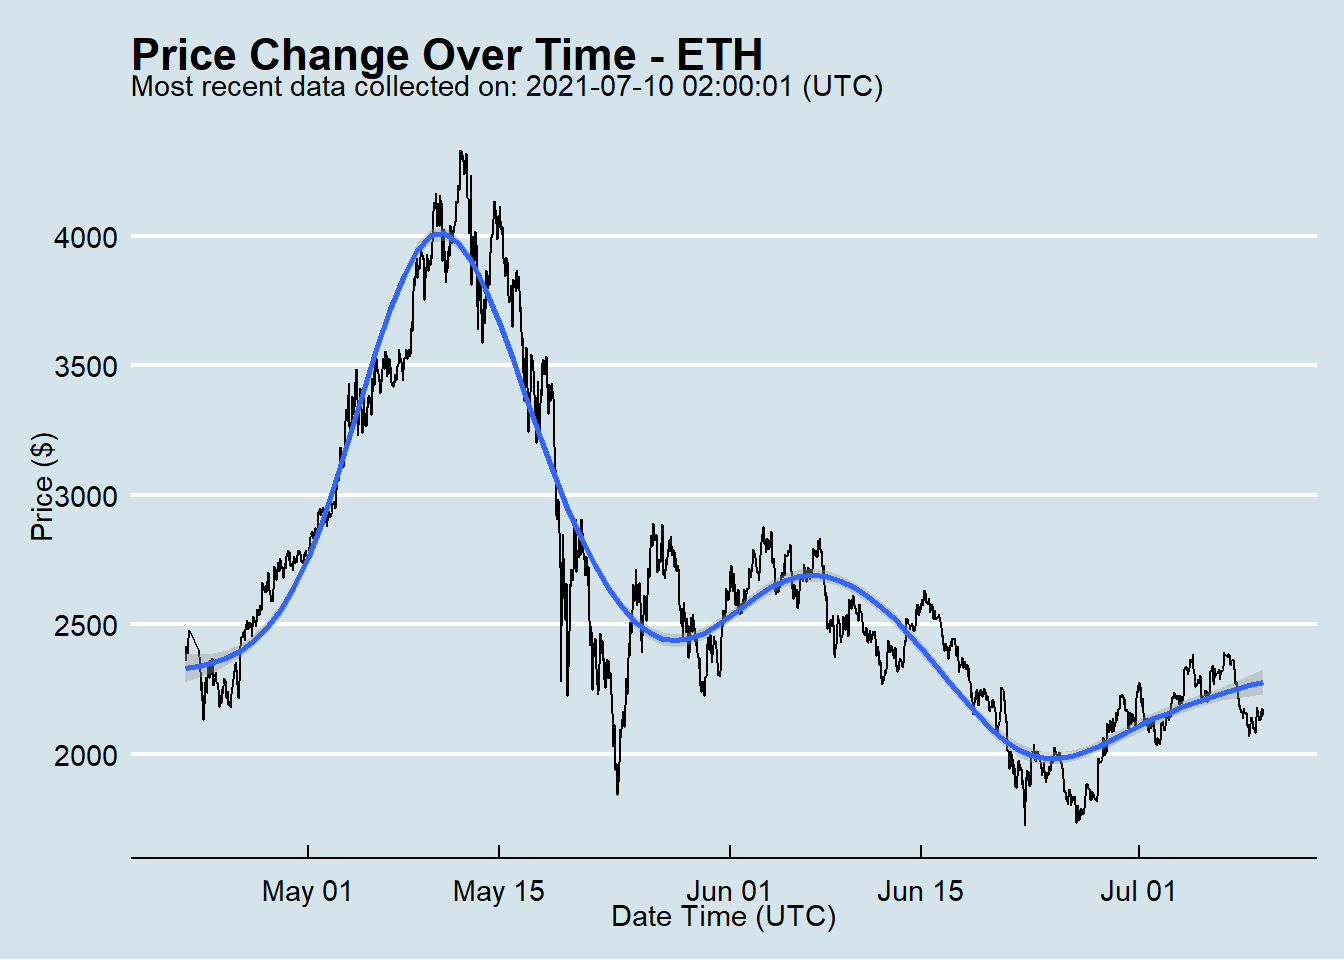 Price Change Over Time - ETH
Most recent data collected on: 2021-07-10 02:00:01 (UTC)
4000
3500
3000
2500
2000
Price ($)
May 01
May 15
Jun 01
Jun 15
Jul 01
Date Time (UTC)